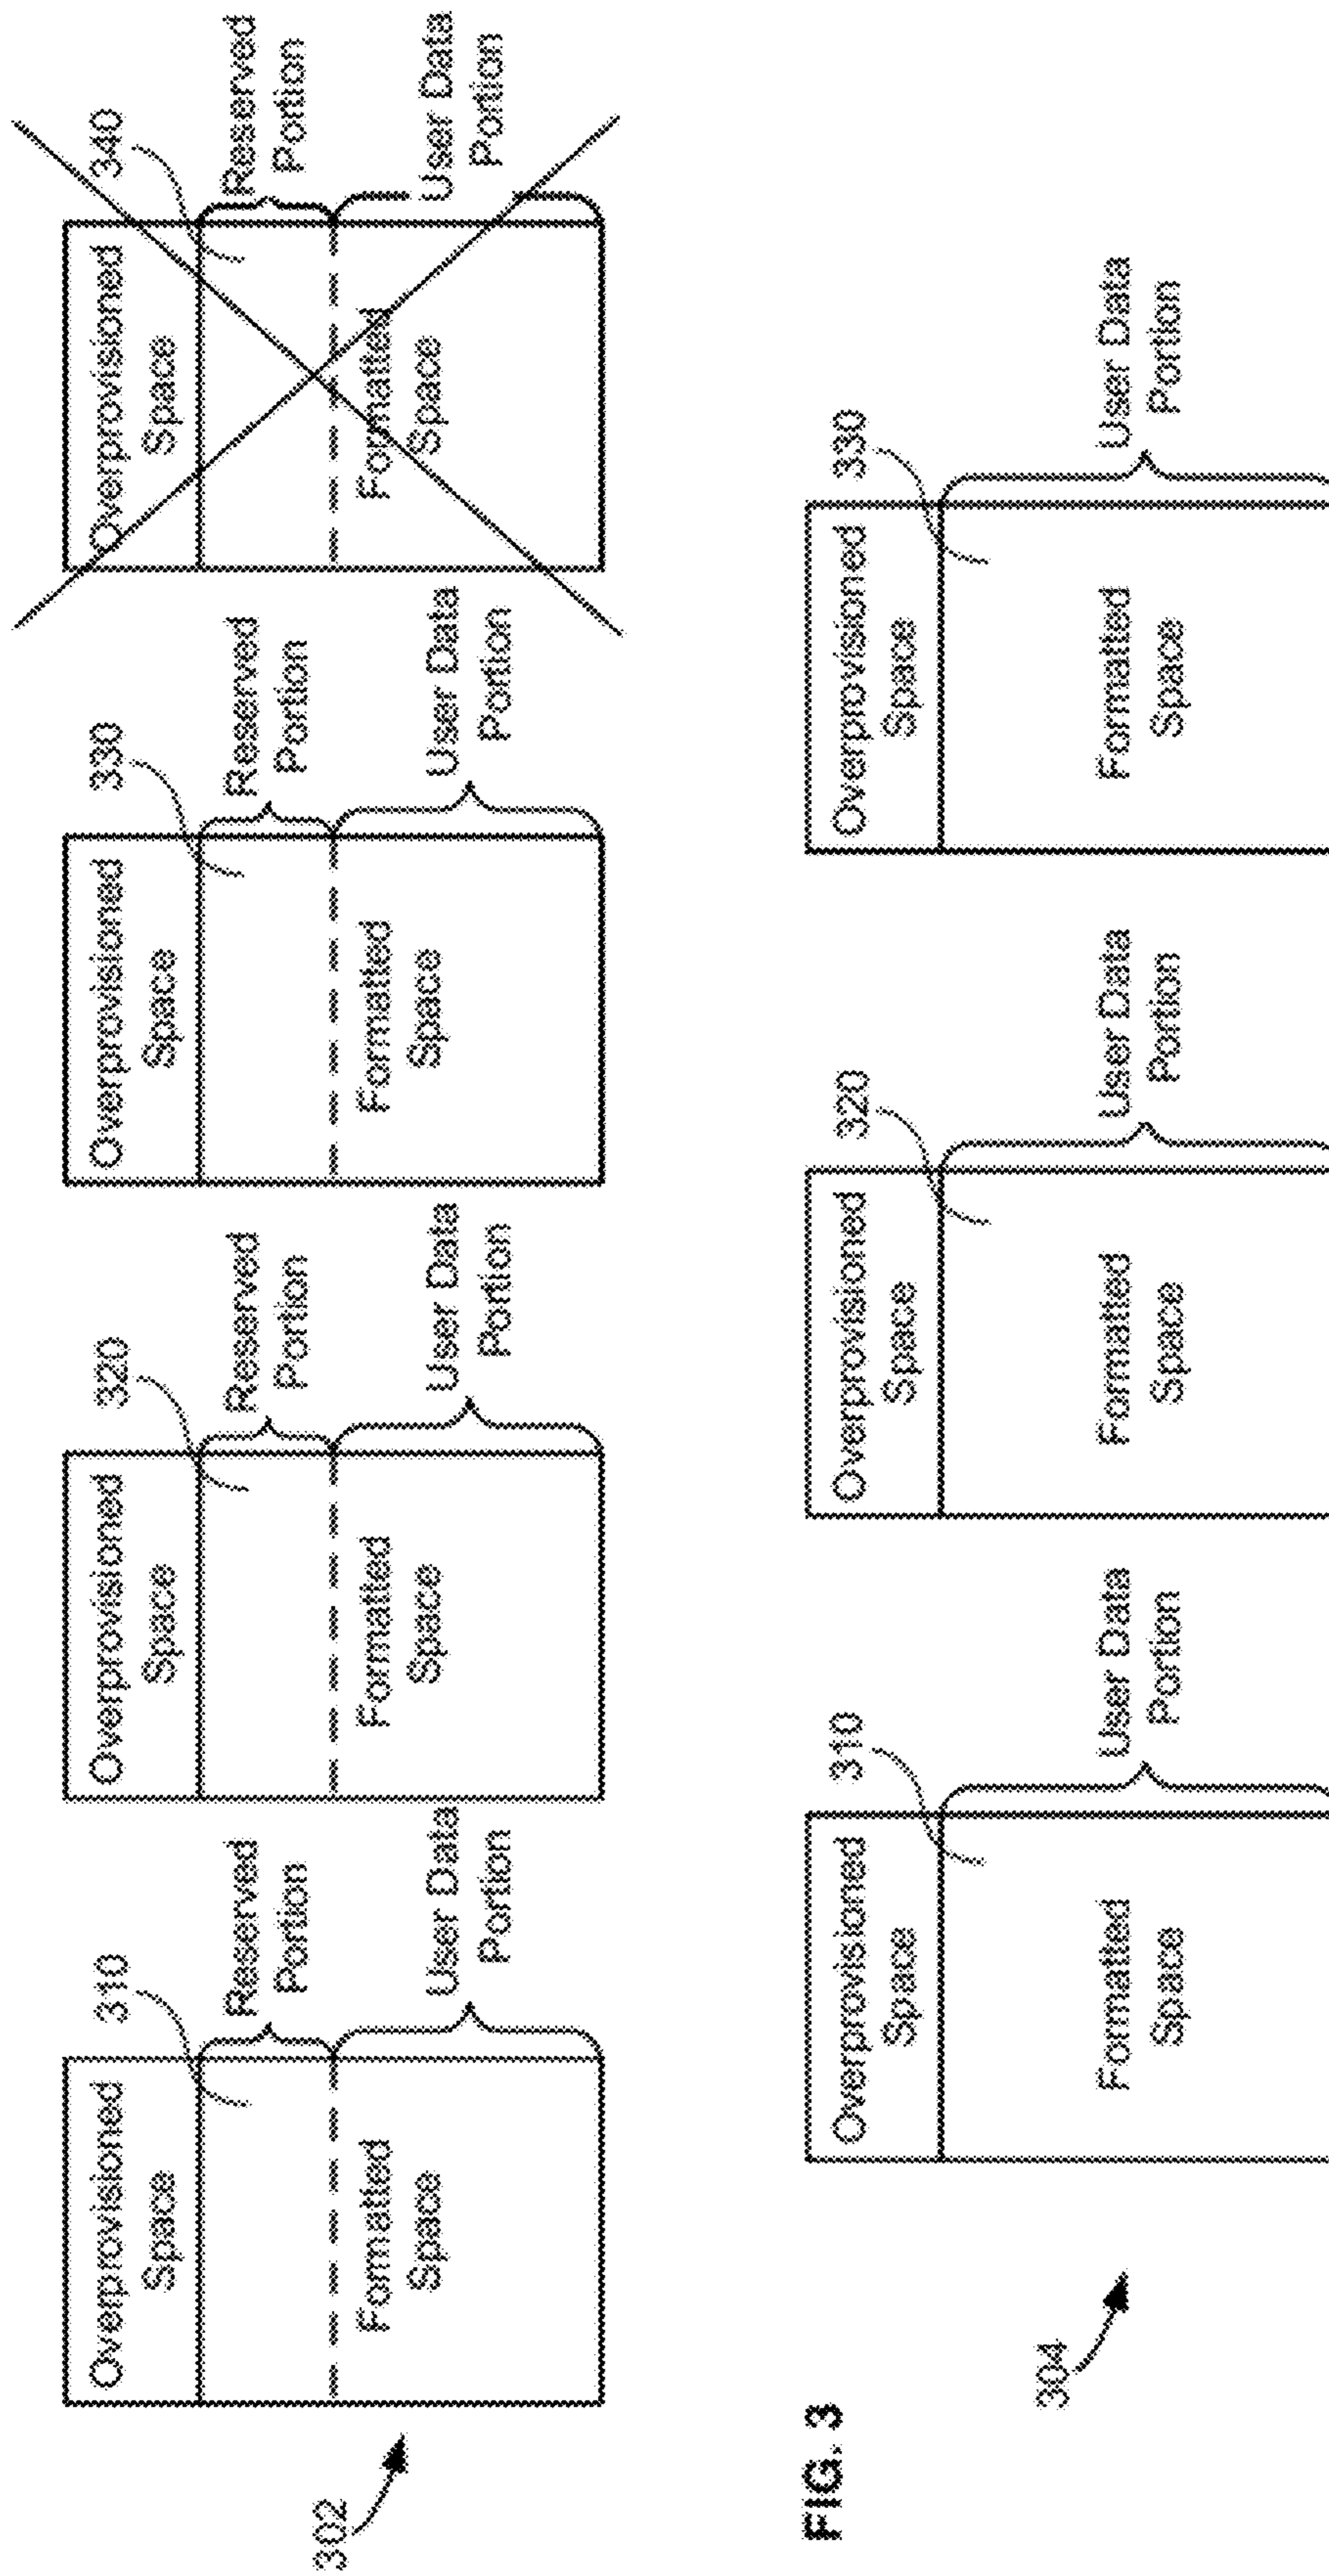 310
Overprovisioned
Space
Reserved
Portion
Formatted
Space
User Data
Portion
320
Overprovisioned
Space
Reserved
Portion
Formatted
Space
User Data
Portion
330
Overprovisioned
Space
Reserved
Portion
Formatted
Space
User Data
Portion
340
Overprovisioned
Space
Reserved
Portion
Formatted
Space
User Data
Portion
302
FIG. 3
310
Overprovisioned
Space
Formatted
Space
User Data
Portion
320
Overprovisioned
Space
Formatted
Space
User Data
Portion
330
Overprovisioned
Space
Formatted
Space
User Data
Portion
304